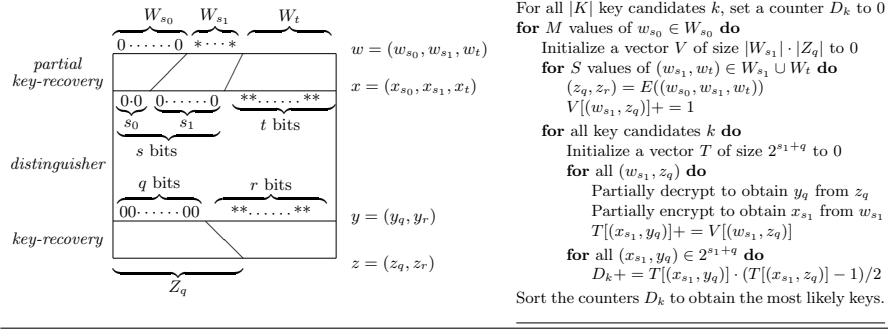 W_{s_0} W_{s_1} W_t
0······0 *···* w = (w_{s_0}, w_{s_1}, w_t)
partial
key-recovery
x = (x_{s_0}, x_{s_1}, x_t)
0·0 0······0 **······**
s_0 s_1 t bits
s bits
distinguisher
q bits r bits
00······00 **······** y = (y_q, y_r)
key-recovery
z = (z_q, z_r)
Z_q
For all |K| key candidates k, set a counter D_k to 0
for M values of w_{s_0} ∈ W_{s_0} do
Initialize a vector V of size |W_{s_1}| · |Z_q| to 0
for S values of (w_{s_1}, w_t) ∈ W_{s_1} ∪ W_t do
(z_q, z_r) = E((w_{s_0}, w_{s_1}, w_t))
V[(w_{s_1}, z_q)]+ = 1
for all key candidates k do
Initialize a vector T of size 2^{s_1+q} to 0
for all (w_{s_1}, z_q) do
Partially decrypt to obtain y_q from z_q
Partially encrypt to obtain x_{s_1} from w_{s_1}
T[(x_{s_1}, y_q)]+ = V[(w_{s_1}, z_q)]
for all (x_{s_1}, y_q) ∈ 2^{s_1+q} do
D_k+ = T[(x_{s_1}, y_q)] · (T[(x_{s_1}, z_q)] − 1)/2
Sort the counters D_k to obtain the most likely keys.